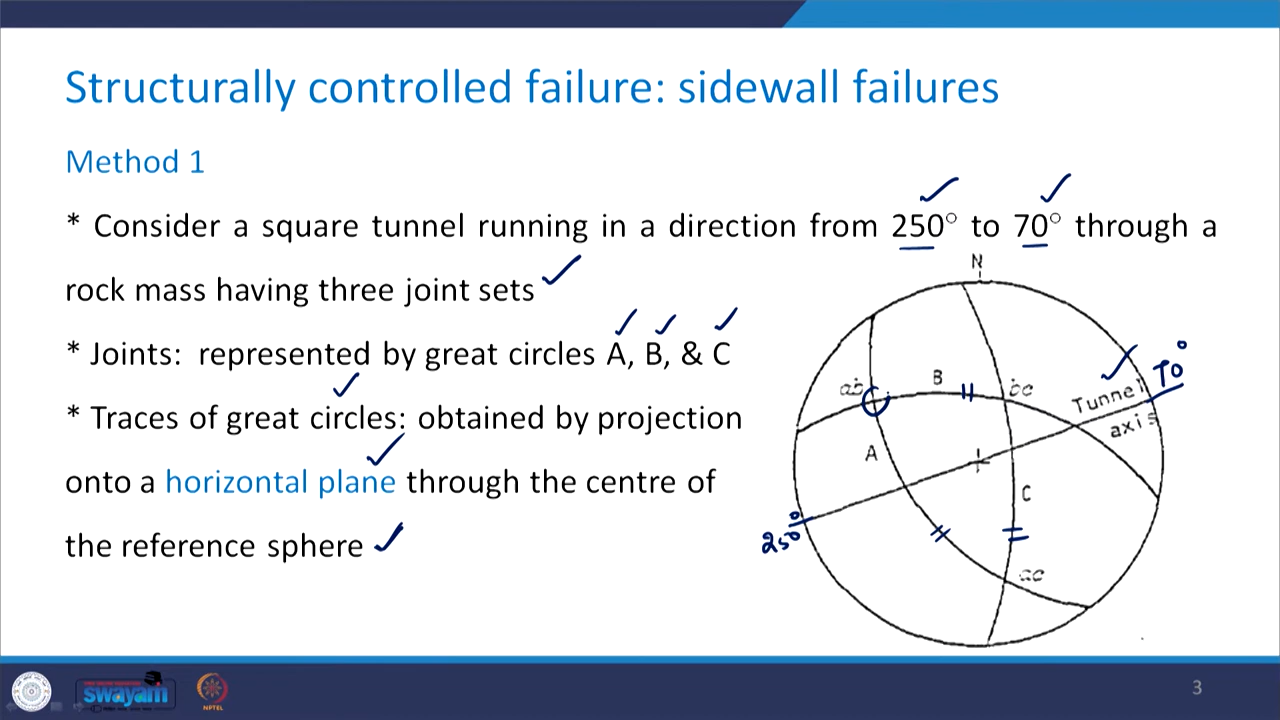 Structurally controlled failure: sidewall failures
Method 1
* Consider a square tunnel running in a direction from 250° to 70° through a
rock mass having three joint sets
* Joints: represented by great circles A, B, & C
* Traces of great circles: obtained by projection
onto a horizontal plane through the centre of
the reference sphere
N
ab
B
bc
Tunnel
axis
70°
A
C
250°
ac
swayam
NPTEL
3